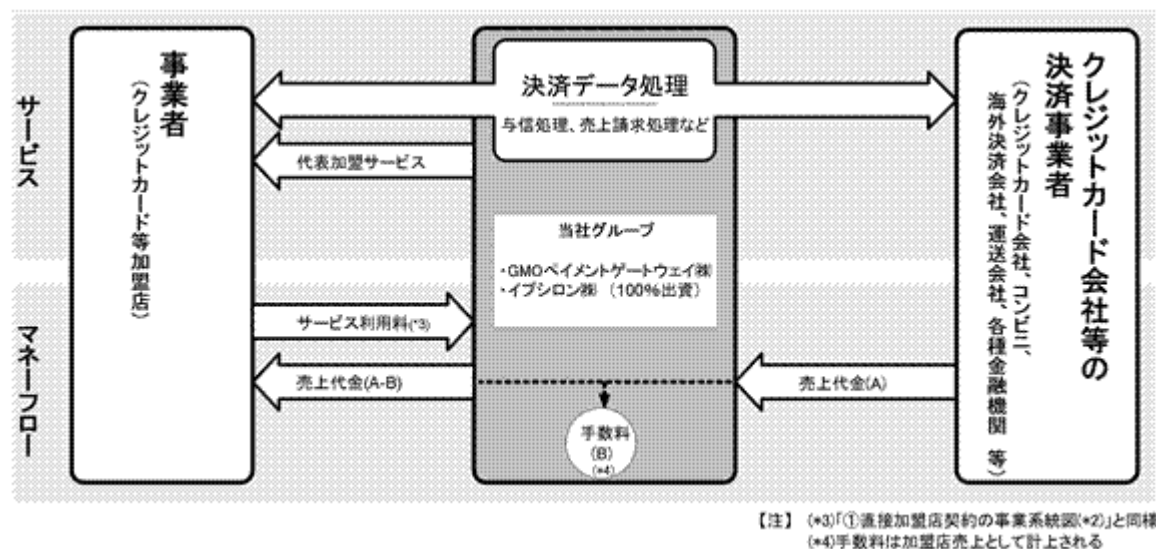 サービス
マネーフロー
事業者
(クレジットカード等加盟店)
決済データ処理
与信処理、売上請求処理など
代表加盟サービス
当社グループ
・GMOペイメントゲートウェイ㈱
・イプシロン㈱ (100%出資)
サービス利用料(*3)
売上代金(A-B)
売上代金(A)
手数料
(B)
(*4)
クレジットカード会社等の
決済事業者
(クレジットカード会社、コンビニ、
海外決済会社、運送会社、各種金融機関 等)
【注】 (*3)「①直接加盟店契約の事業系統図(*2)」と同様
(*4)手数料は加盟店売上として計上される